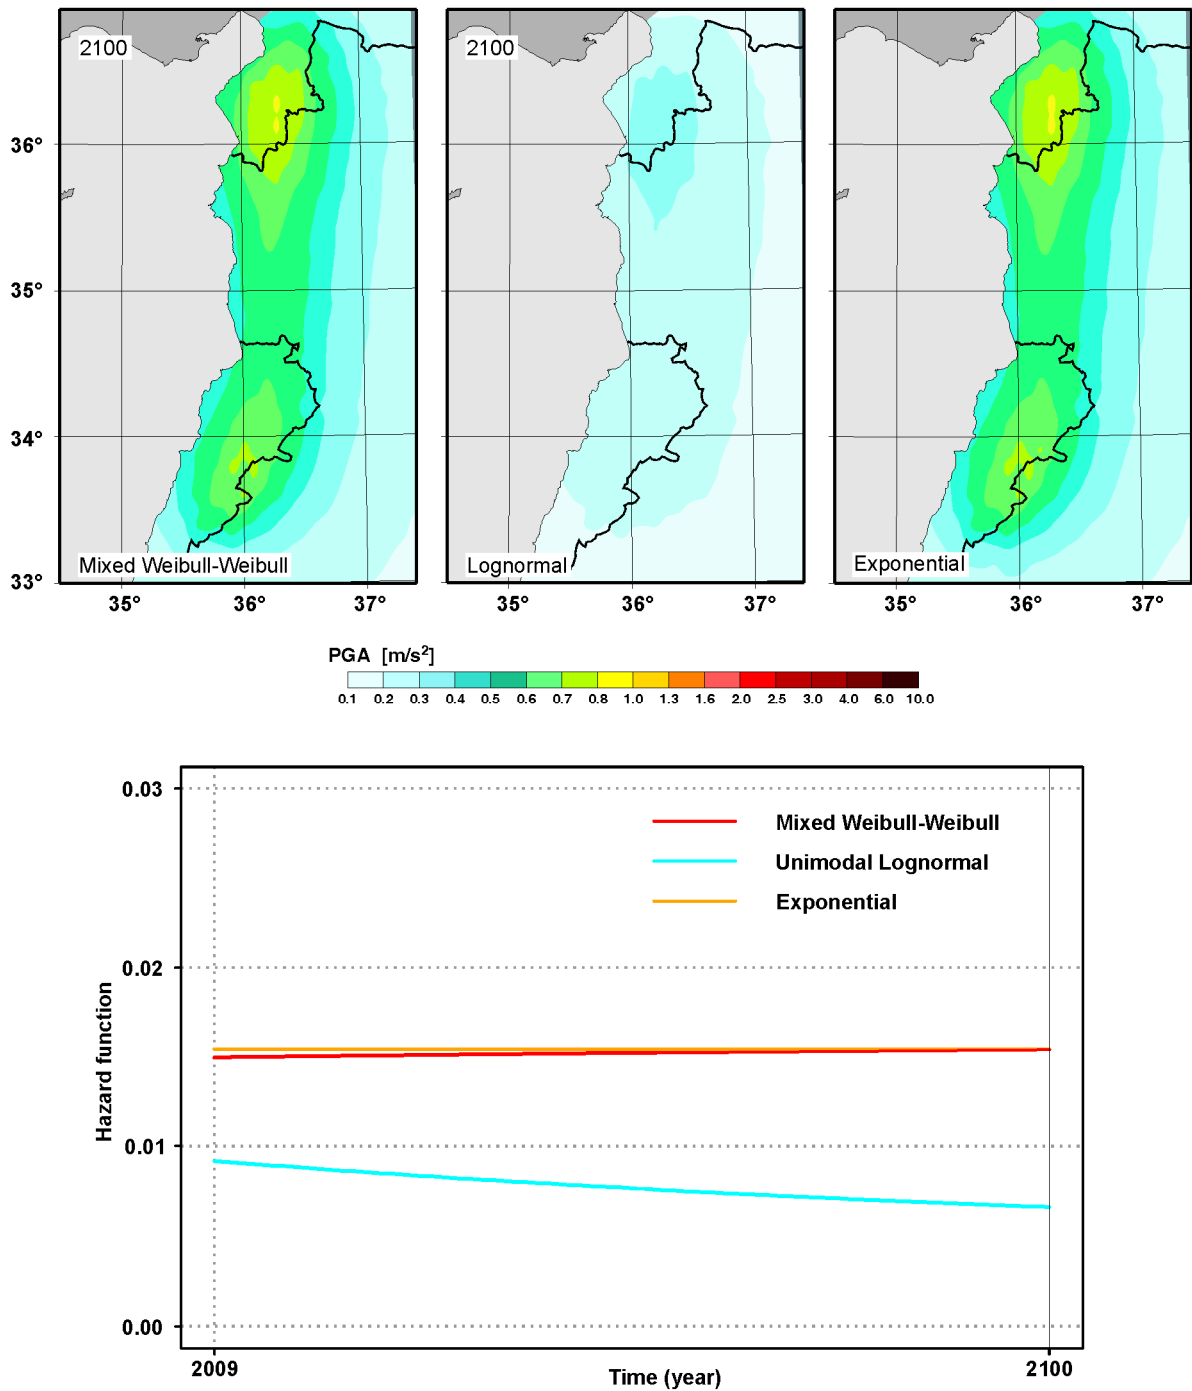 2100
2100
36°
35°
34°
33°
Mixed Weibull-Weibull
Lognormal
Exponential
35° 36° 37° 35° 36° 37° 35° 36° 37°
PGA [m/s²]
0.1 0.2 0.3 0.4 0.5 0.6 0.7 0.8 1.0 1.3 1.6 2.0 2.5 3.0 4.0 6.0 10.0
0.03
Mixed Weibull-Weibull
Unimodal Lognormal
Exponential
0.02
Hazard function
0.01
0.00
2009 2100
Time (year)